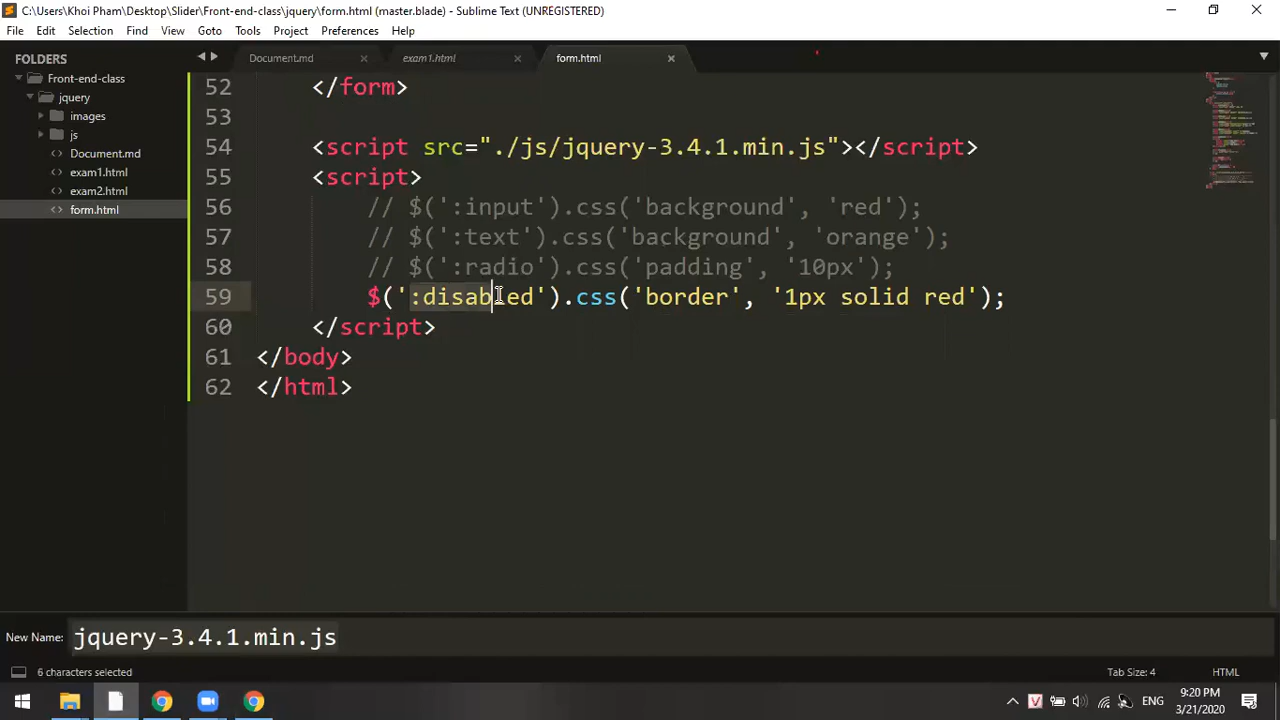 C:\Users\Khoi Pham\Desktop\Slider\Front-end-class\jquery\form.html (master.blade) - Sublime Text (UNREGISTERED)
File Edit Selection Find View Goto Tools Project Preferences Help
FOLDERS
Front-end-class
jquery
images
js
Document.md
exam1.html
exam2.html
form.html
Document.md exam1.html form.html
52 </form>
53
54 <script src="./js/jquery-3.4.1.min.js"></script>
55 <script>
56 // $(':input').css('background', 'red');
57 // $(':text').css('background', 'orange');
58 // $(':radio').css('padding', '10px');
59 $(':disabled').css('border', '1px solid red');
60 </script>
61 </body>
62 </html>
New Name: jquery-3.4.1.min.js
6 characters selected Tab Size: 4 HTML
V ENG 9:20 PM
3/21/2020